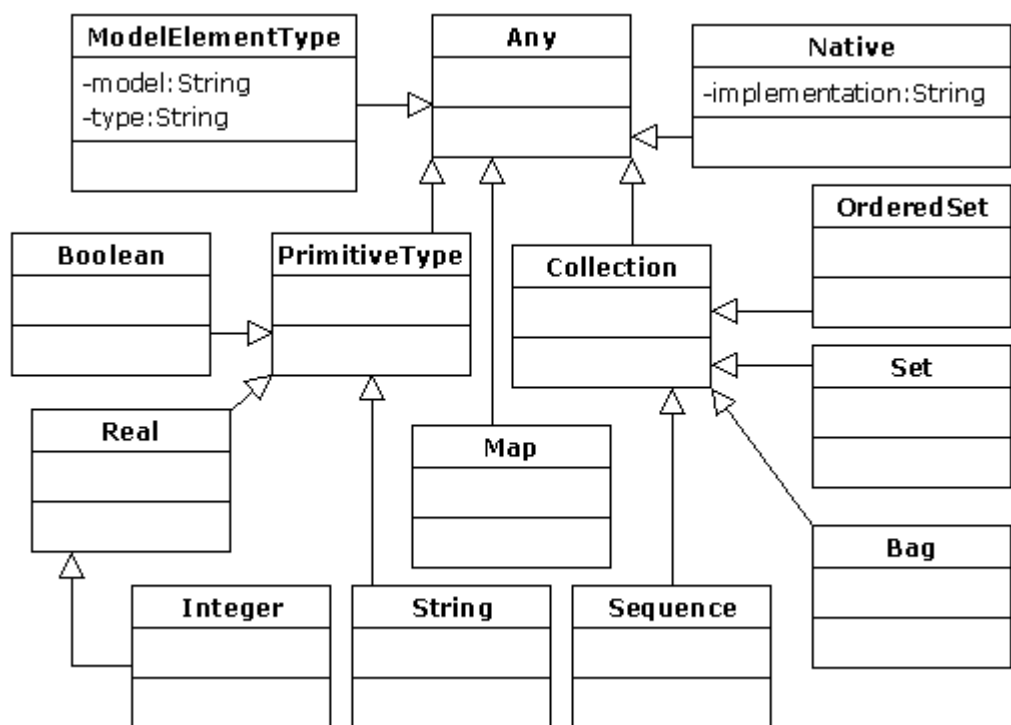 ModelElementType
-model:String
-type:String
Any
Native
-implementation:String
OrderedSet
Boolean
PrimitiveType
Collection
Set
Real
Map
Bag
Integer
String
Sequence